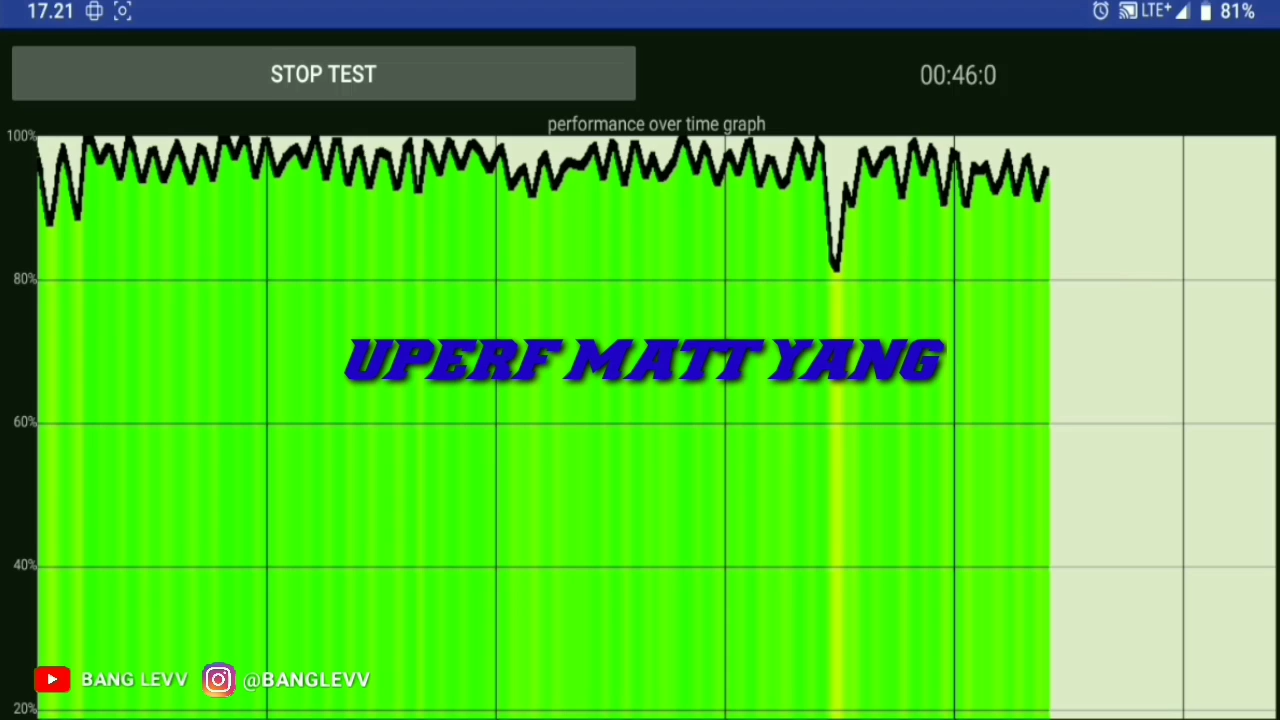 17.21 LTE+ 81%
STOP TEST 00:46:0
performance over time graph
100%
80%
UPERF MATT YANG
60%
40%
BANG LEVV @BANGLEVV
20%